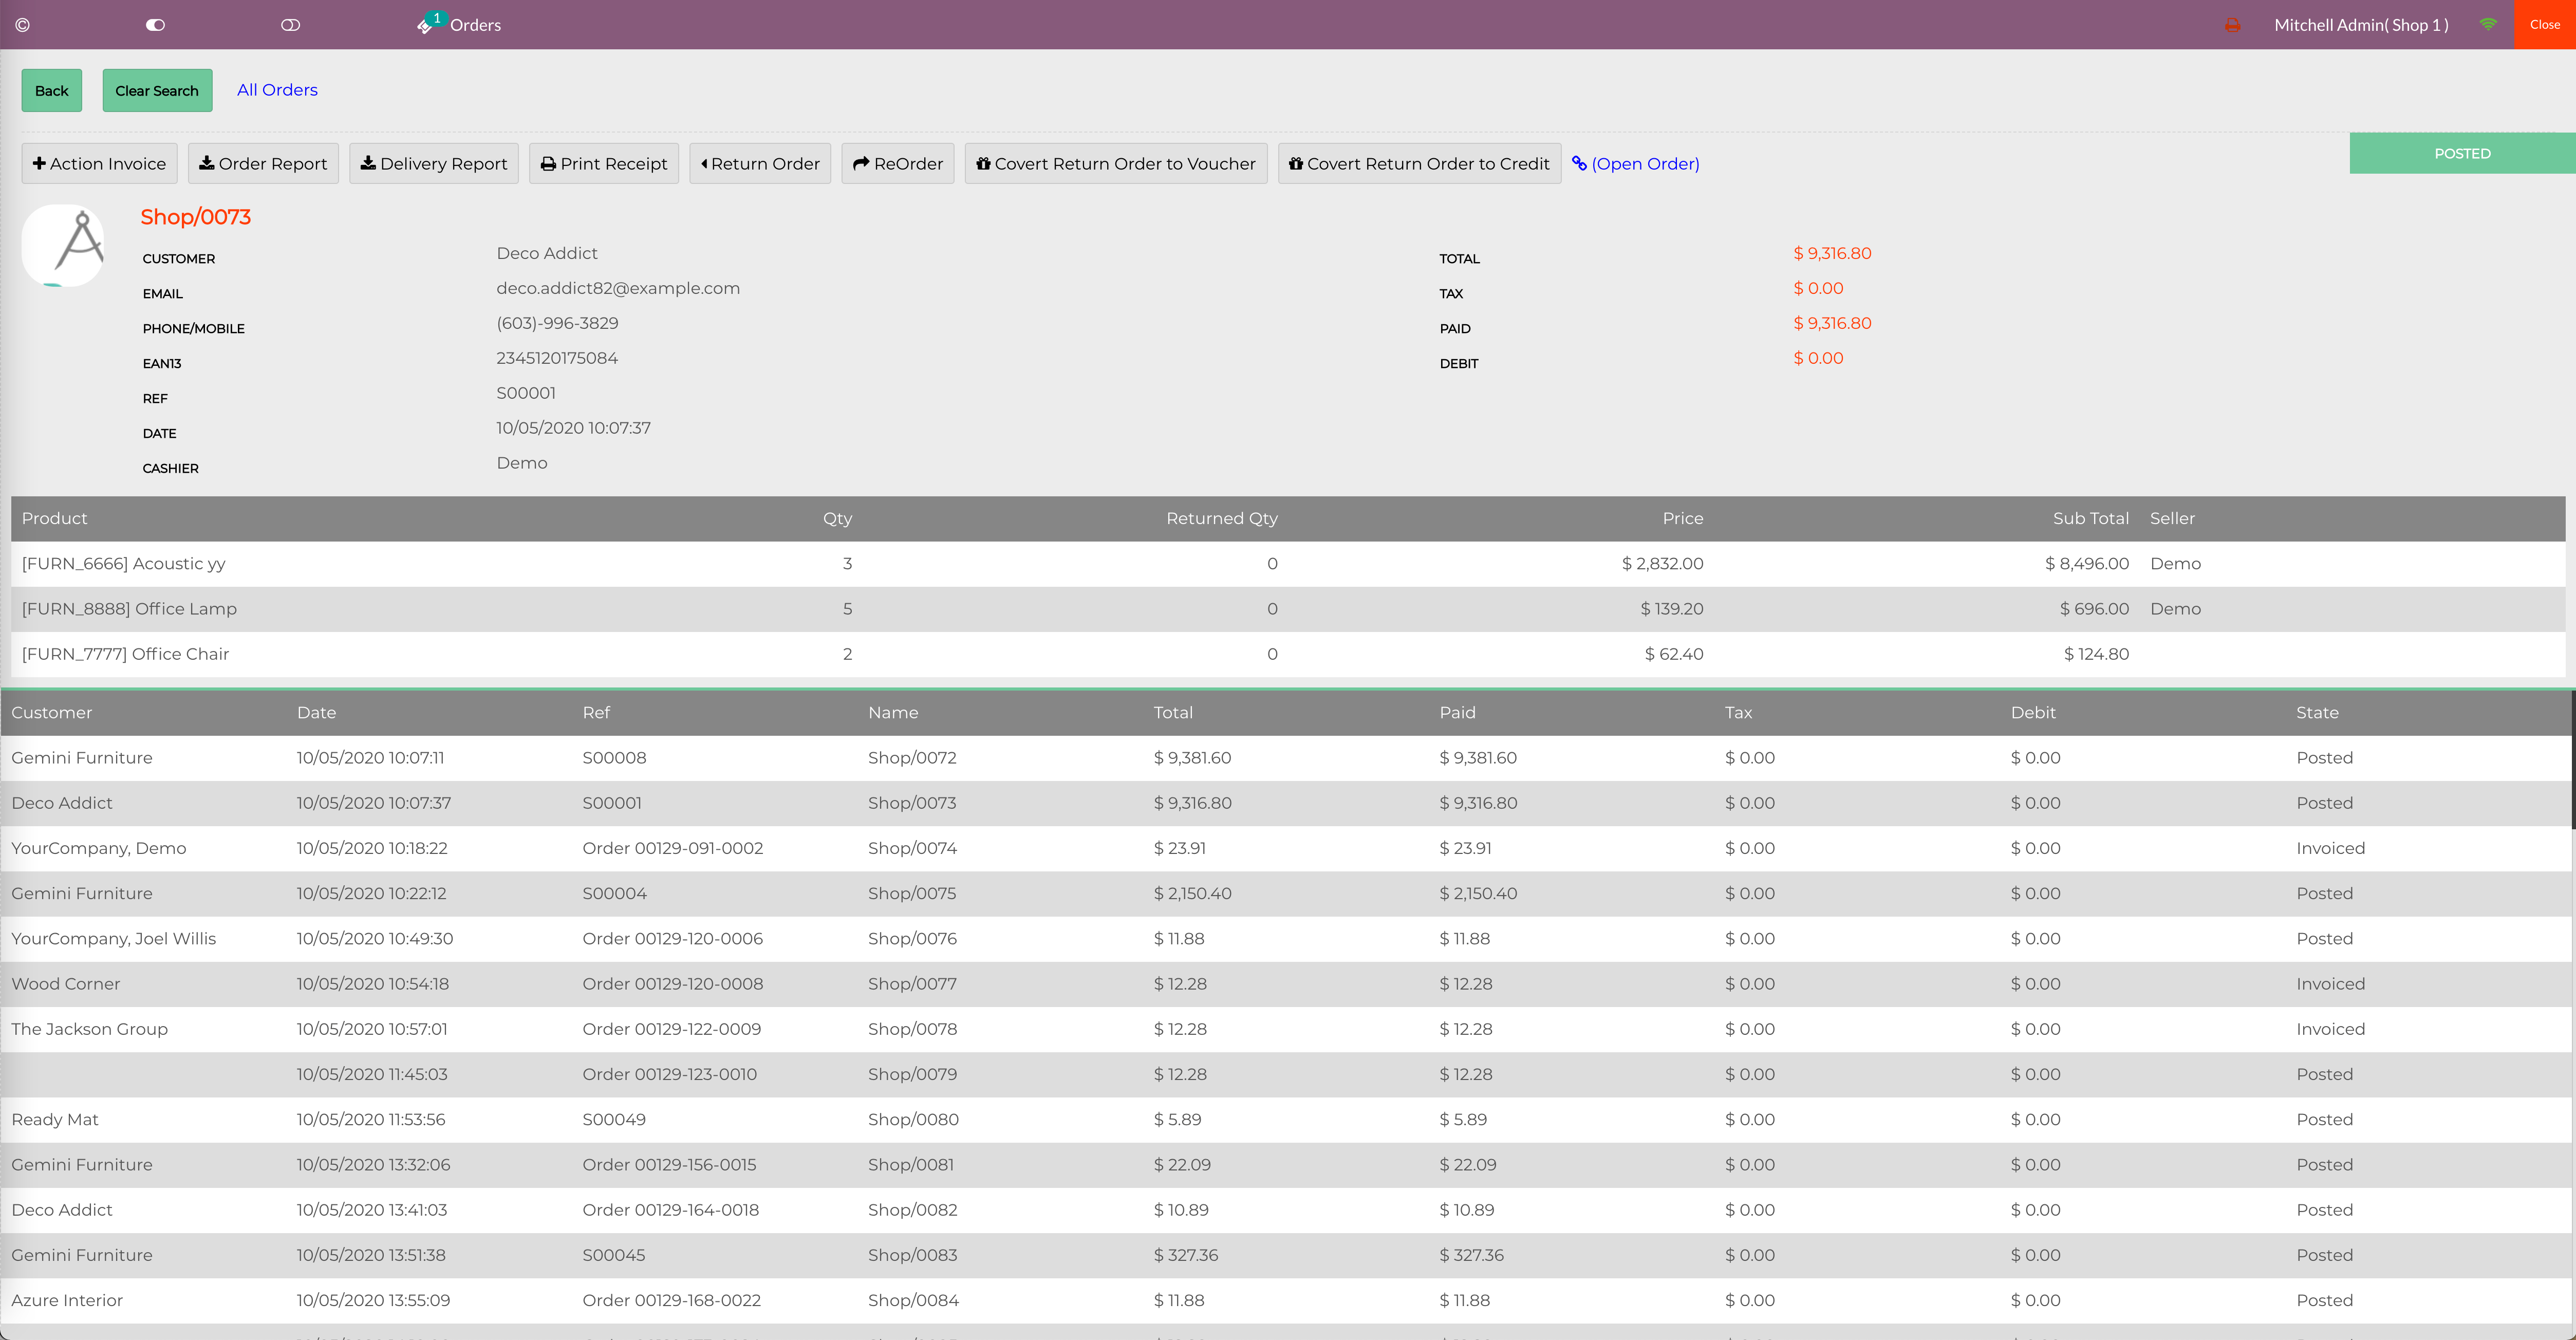 © 1 Orders Mitchell Admin( Shop 1 ) Close
Back Clear Search All Orders
Action Invoice Order Report Delivery Report Print Receipt Return Order ReOrder Covert Return Order to Voucher Covert Return Order to Credit (Open Order) POSTED
Shop/0073
CUSTOMER Deco Addict TOTAL $ 9,316.80
EMAIL deco.addict82@example.com TAX $ 0.00
PHONE/MOBILE (603)-996-3829 PAID $ 9,316.80
EAN13 2345120175084 DEBIT $ 0.00
REF S00001
DATE 10/05/2020 10:07:37
CASHIER Demo
Product Qty Returned Qty Price Sub Total Seller
[FURN_6666] Acoustic yy 3 0 $ 2,832.00 $ 8,496.00 Demo
[FURN_8888] Office Lamp 5 0 $ 139.20 $ 696.00 Demo
[FURN_7777] Office Chair 2 0 $ 62.40 $ 124.80
Customer Date Ref Name Total Paid Tax Debit State
Gemini Furniture 10/05/2020 10:07:11 S00008 Shop/0072 $ 9,381.60 $ 9,381.60 $ 0.00 $ 0.00 Posted
Deco Addict 10/05/2020 10:07:37 S00001 Shop/0073 $ 9,316.80 $ 9,316.80 $ 0.00 $ 0.00 Posted
YourCompany, Demo 10/05/2020 10:18:22 Order 00129-091-0002 Shop/0074 $ 23.91 $ 23.91 $ 0.00 $ 0.00 Invoiced
Gemini Furniture 10/05/2020 10:22:12 S00004 Shop/0075 $ 2,150.40 $ 2,150.40 $ 0.00 $ 0.00 Posted
YourCompany, Joel Willis 10/05/2020 10:49:30 Order 00129-120-0006 Shop/0076 $ 11.88 $ 11.88 $ 0.00 $ 0.00 Posted
Wood Corner 10/05/2020 10:54:18 Order 00129-120-0008 Shop/0077 $ 12.28 $ 12.28 $ 0.00 $ 0.00 Invoiced
The Jackson Group 10/05/2020 10:57:01 Order 00129-122-0009 Shop/0078 $ 12.28 $ 12.28 $ 0.00 $ 0.00 Invoiced
10/05/2020 11:45:03 Order 00129-123-0010 Shop/0079 $ 12.28 $ 12.28 $ 0.00 $ 0.00 Posted
Ready Mat 10/05/2020 11:53:56 S00049 Shop/0080 $ 5.89 $ 5.89 $ 0.00 $ 0.00 Posted
Gemini Furniture 10/05/2020 13:32:06 Order 00129-156-0015 Shop/0081 $ 22.09 $ 22.09 $ 0.00 $ 0.00 Posted
Deco Addict 10/05/2020 13:41:03 Order 00129-164-0018 Shop/0082 $ 10.89 $ 10.89 $ 0.00 $ 0.00 Posted
Gemini Furniture 10/05/2020 13:51:38 S00045 Shop/0083 $ 327.36 $ 327.36 $ 0.00 $ 0.00 Posted
Azure Interior 10/05/2020 13:55:09 Order 00129-168-0022 Shop/0084 $ 11.88 $ 11.88 $ 0.00 $ 0.00 Posted